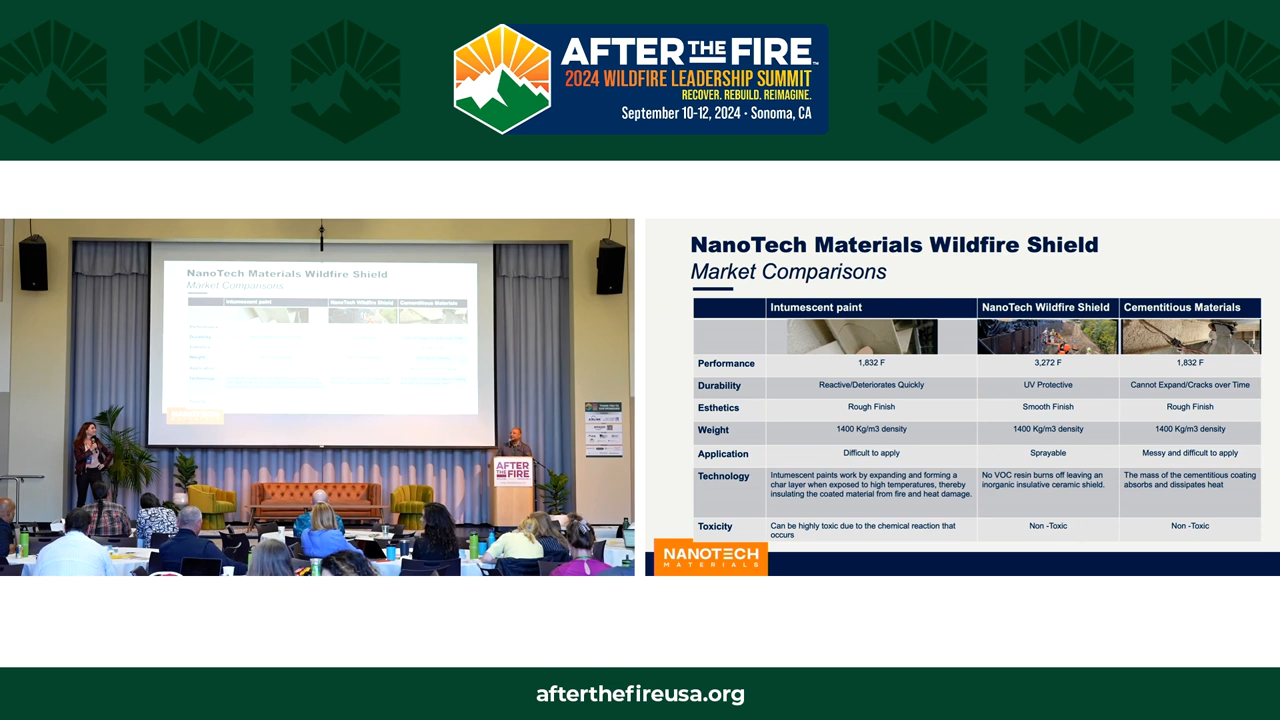 AFTER THE FIRE™
2024 WILDFIRE LEADERSHIP SUMMIT
RECOVER. REBUILD. REIMAGINE.
September 10-12, 2024 · Sonoma, CA
NanoTech Materials Wildfire Shield
Market Comparisons
Intumescent paint
NanoTech Wildfire Shield
Cementitious Materials
AFTER
THE
FIRE
NanoTech Materials Wildfire Shield
Market Comparisons
Intumescent paint NanoTech Wildfire Shield Cementitious Materials
Performance 1,832 F 3,272 F 1,832 F
Durability Reactive/Deteriorates Quickly UV Protective Cannot Expand/Cracks over Time
Esthetics Rough Finish Smooth Finish Rough Finish
Weight 1400 Kg/m3 density 1400 Kg/m3 density 1400 Kg/m3 density
Application Difficult to apply Sprayable Messy and difficult to apply
Technology
Intumescent paints work by expanding and forming a
char layer when exposed to high temperatures, thereby
insulating the coated material from fire and heat damage.
No VOC resin burns off leaving an
inorganic insulative ceramic shield.
The mass of the cementitious coating
absorbs and dissipates heat
Toxicity
Can be highly toxic due to the chemical reaction that
occurs
Non -Toxic
Non -Toxic
NANOTECH
MATERIALS
afterthefireusa.org